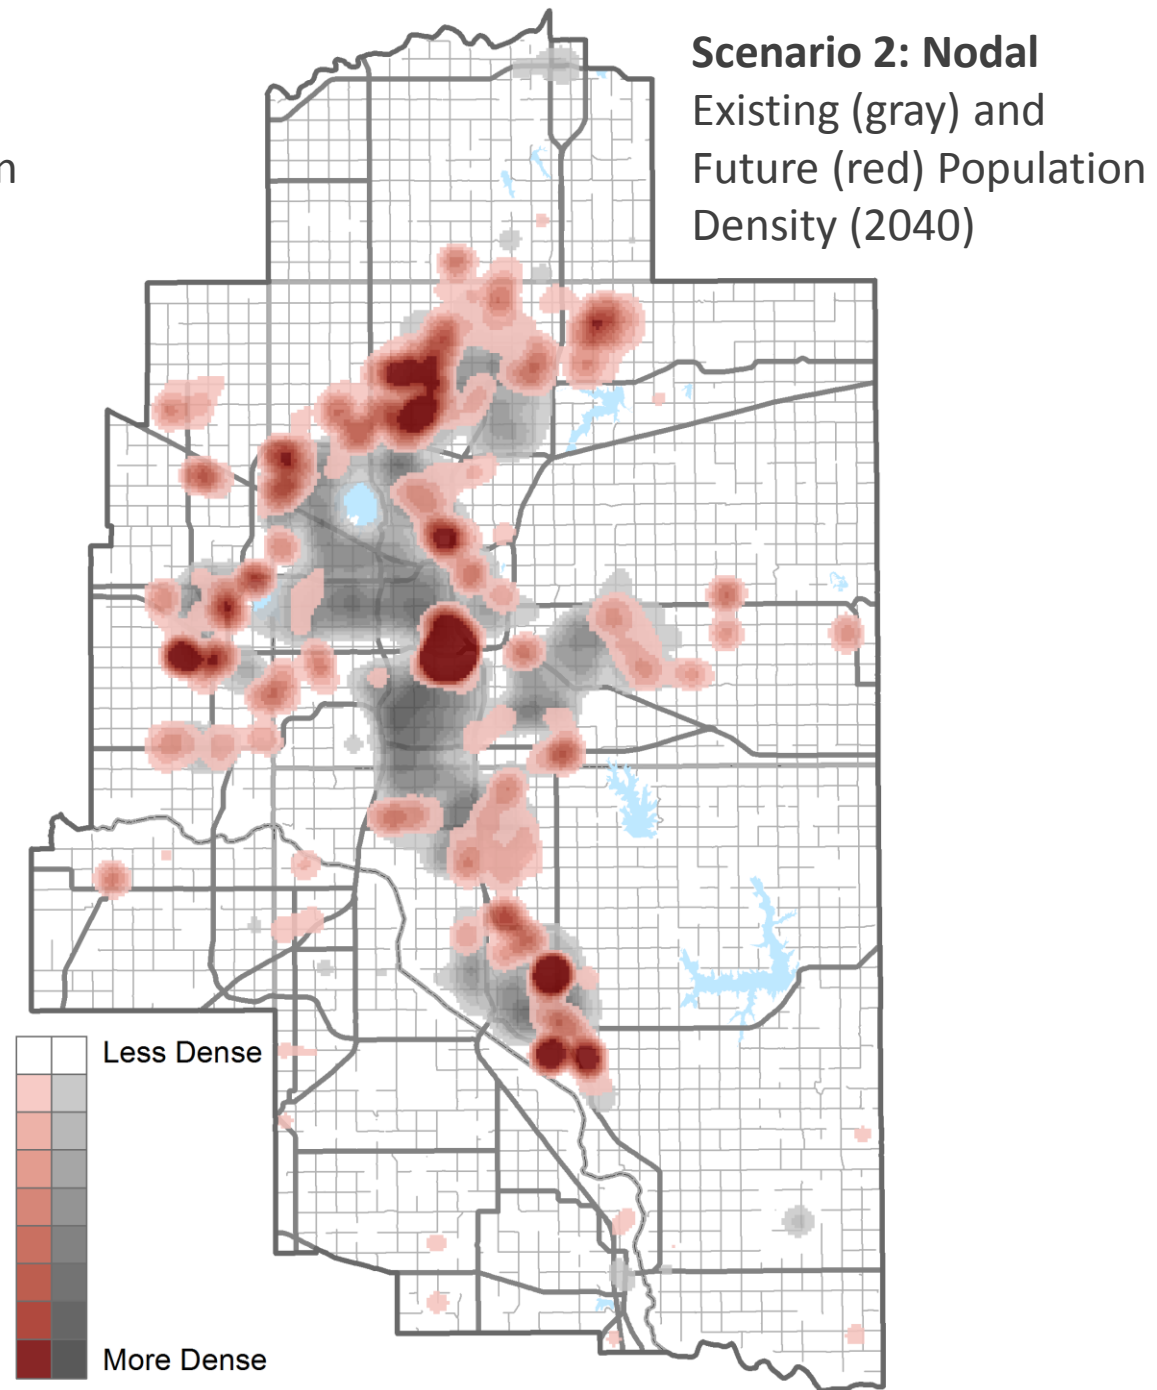 Scenario 2: Nodal
Existing (gray) and
Future (red) Population
Density (2040)
Less Dense
More Dense